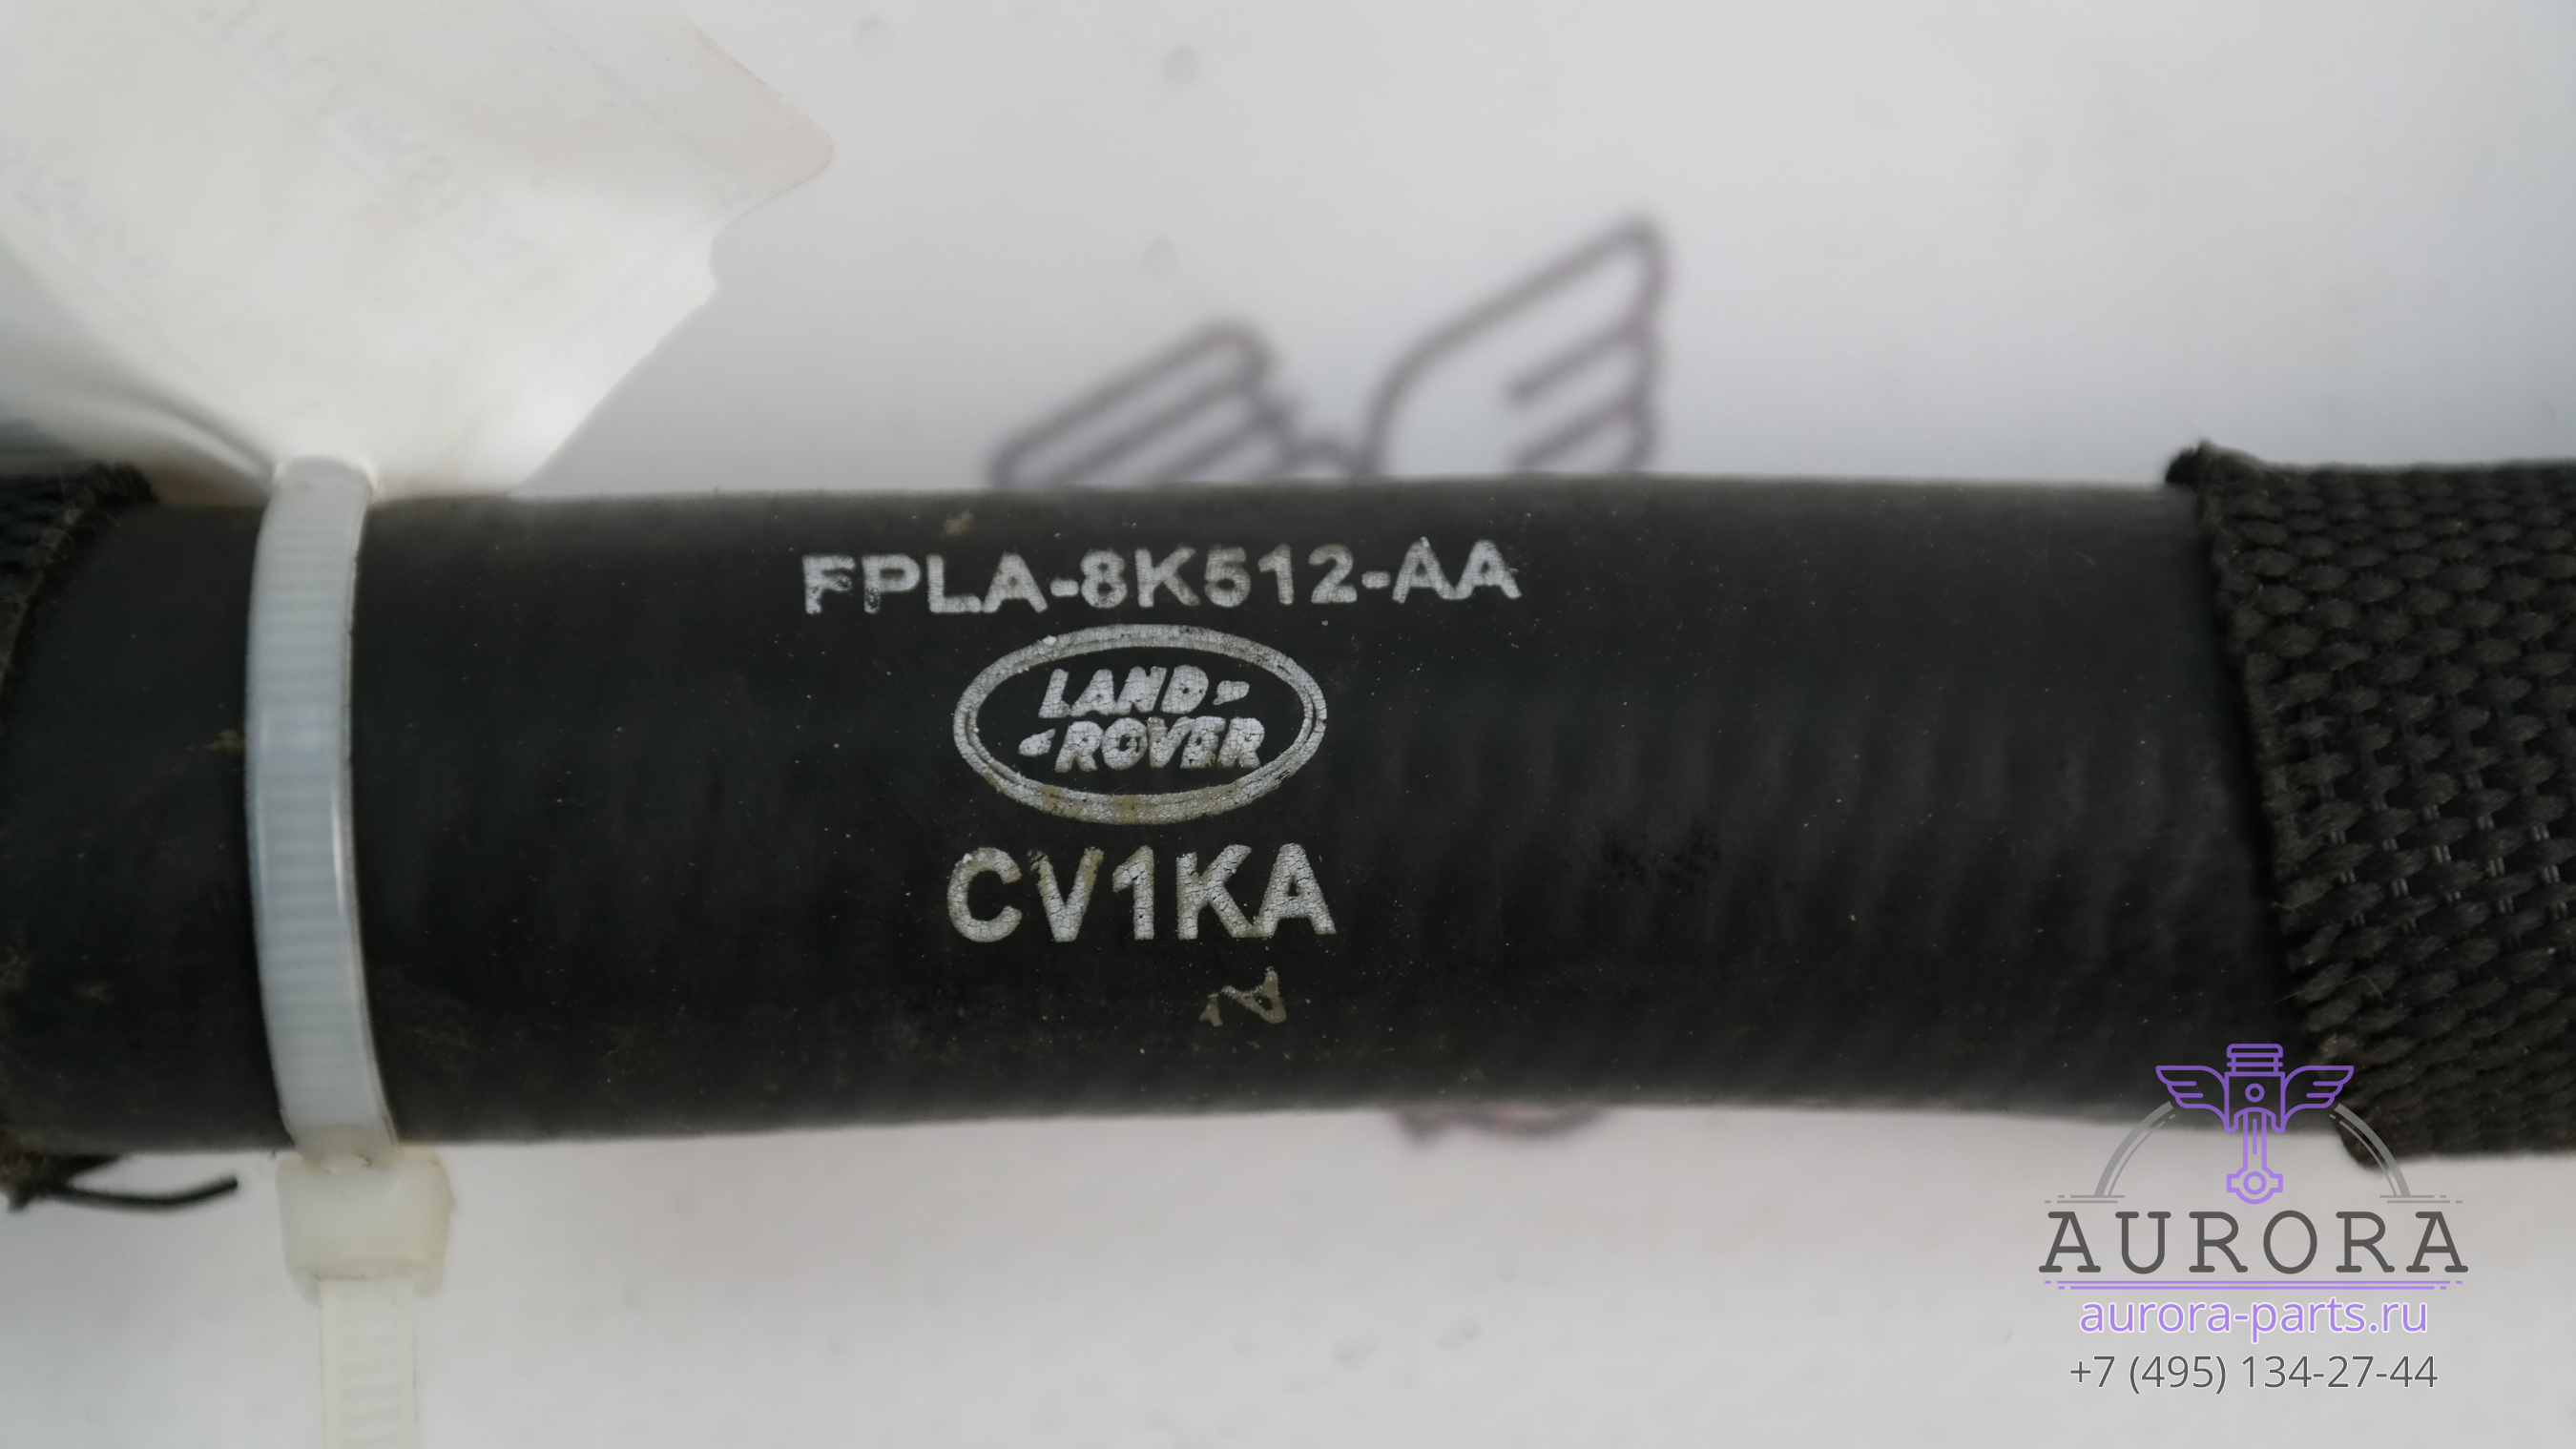 FPLA-8K512-AA
LAND-
-ROVER
CV1KA
AURORA
aurora-parts.ru
+7 (495) 134-27-44